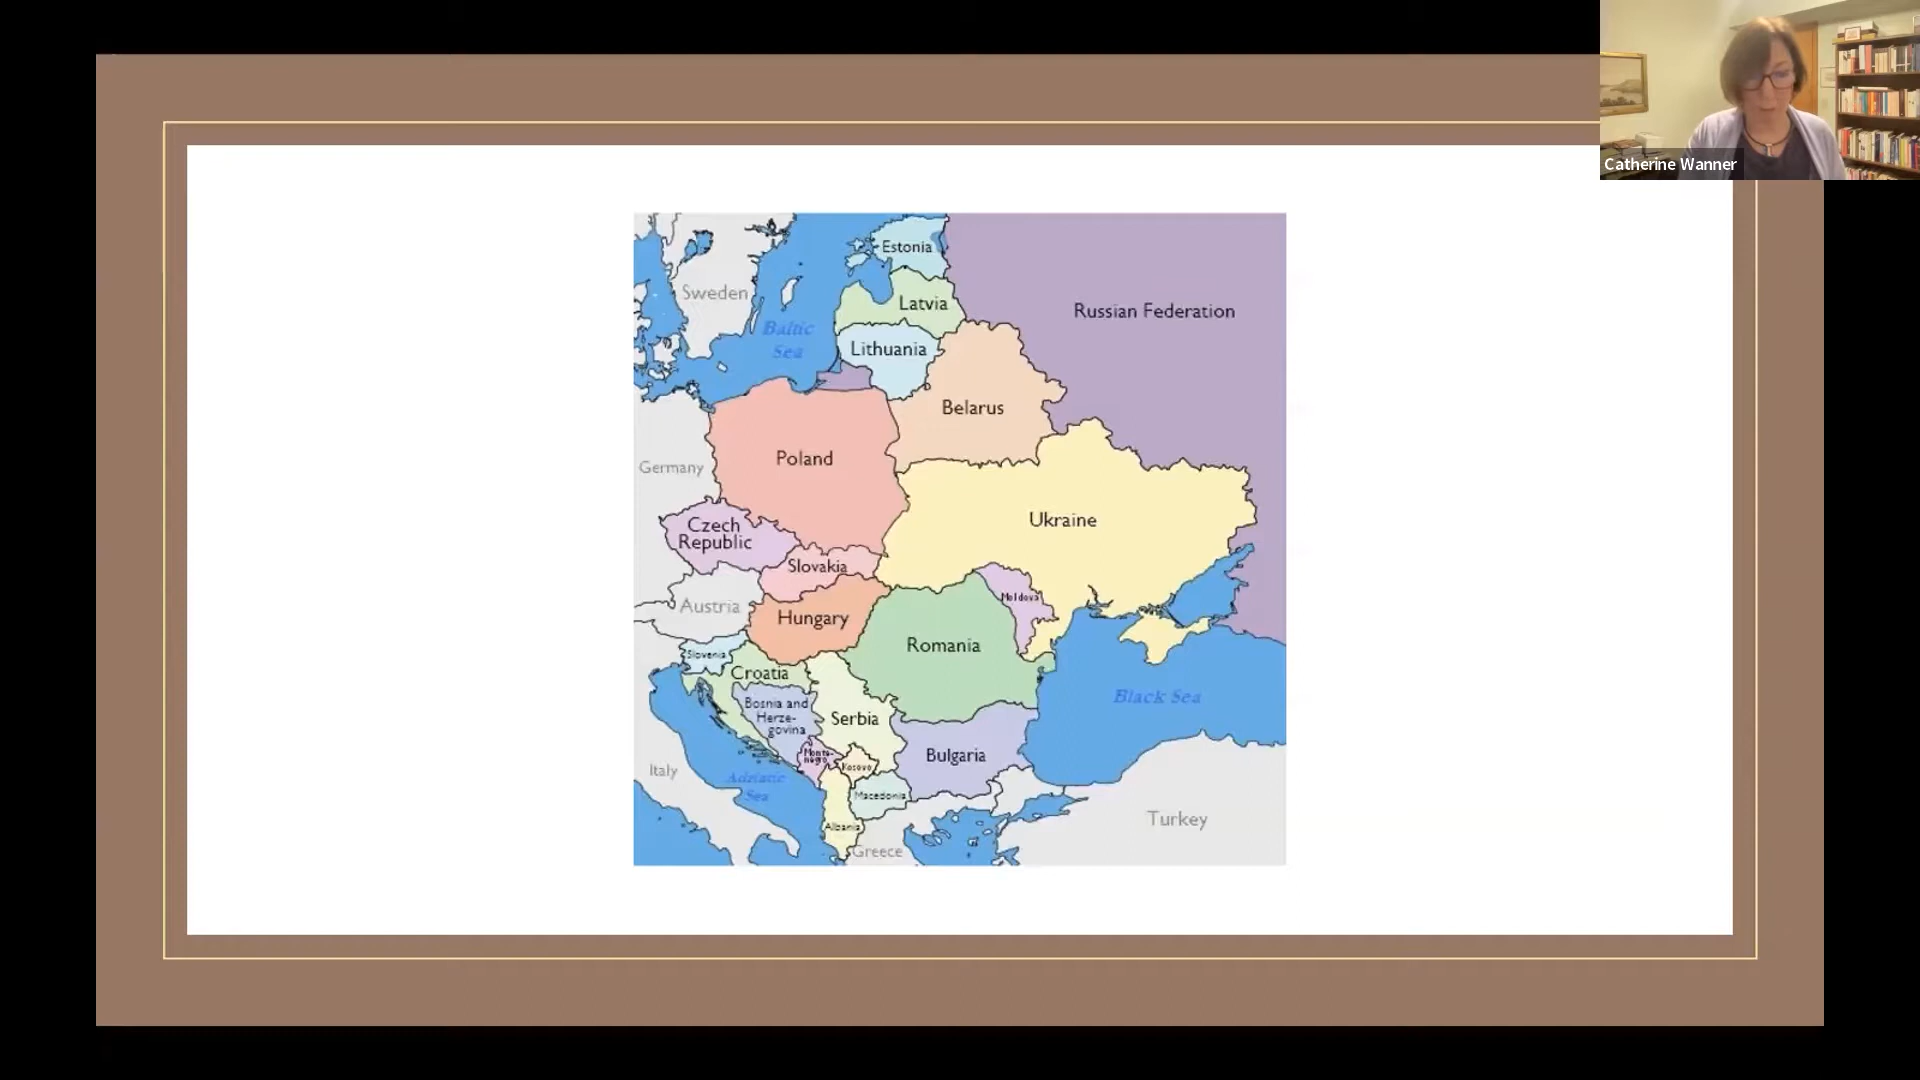 Catherine Wanner
Estonia
Sweden
Latvia
Russian Federation
Baltic
Sea
Lithuania
Belarus
Poland
Germany
Ukraine
Czech
Republic
Slovakia
Moldova
Austria
Hungary
Romania
Slovenia
Croatia
Black Sea
Bosnia and
Herze-
govina
Serbia
Monte-
negro
Kosovo
Bulgaria
Italy
Adriatic
Sea
Macedonia
Turkey
Albania
Greece